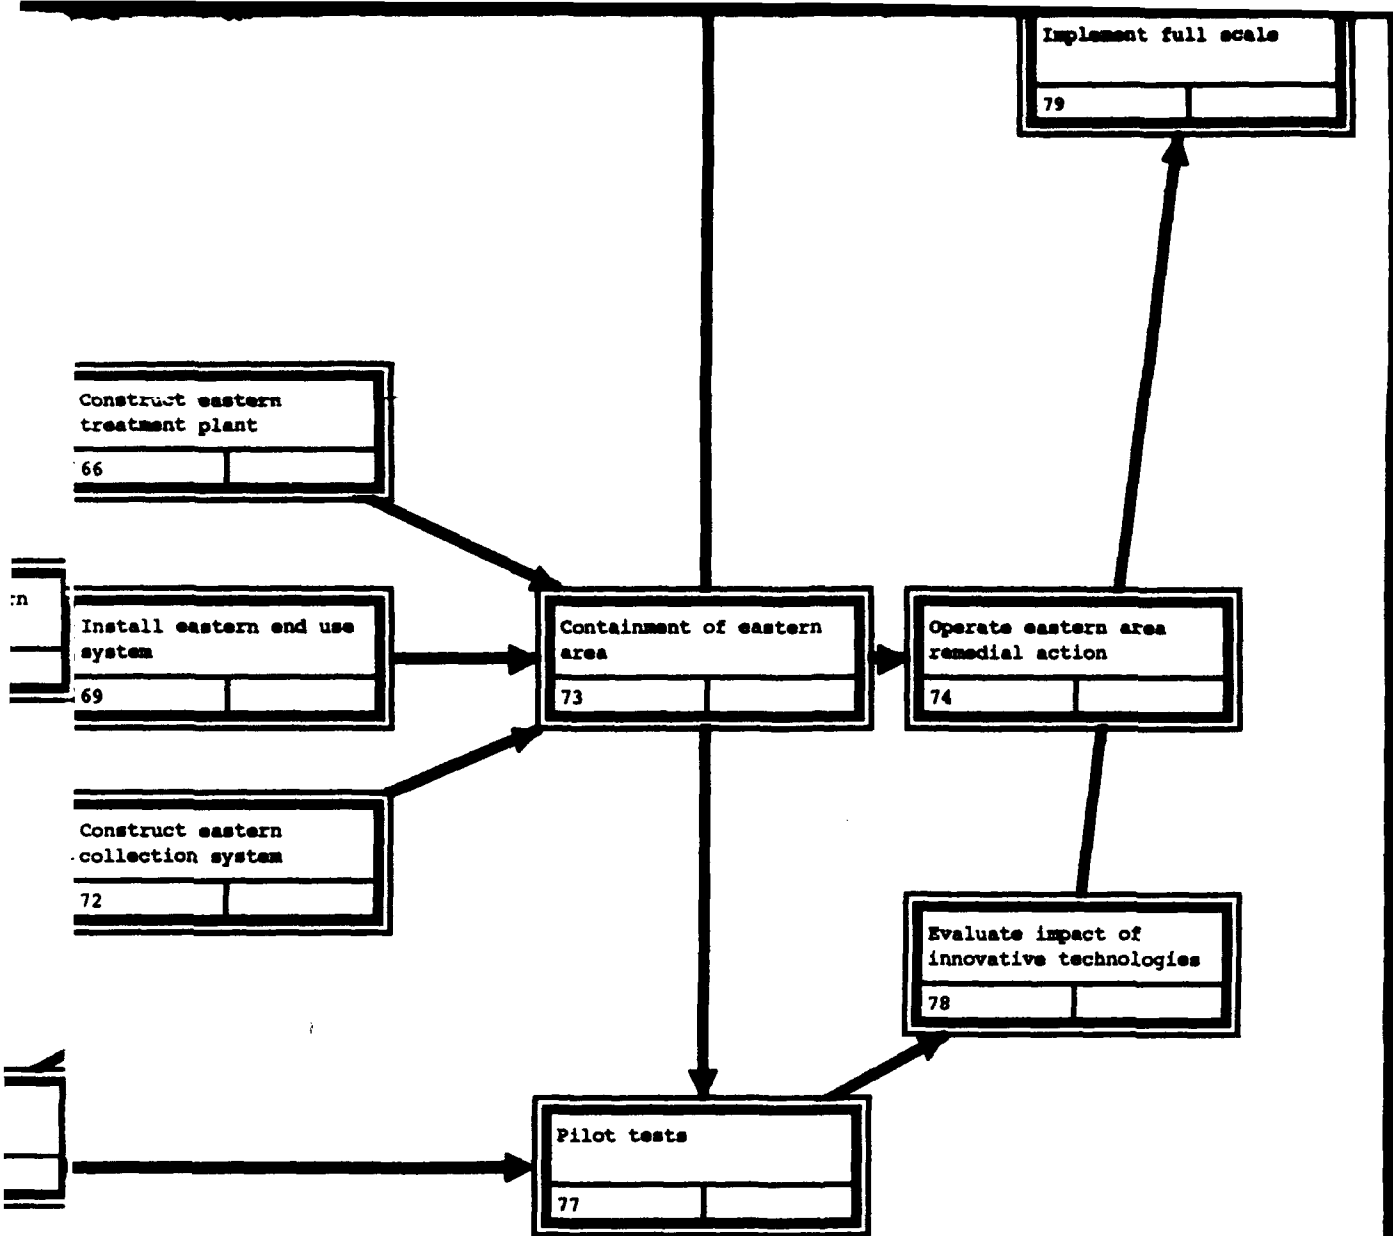 Implement full scale
79
Construct eastern
treatment plant
66
Install eastern end use
system
69
Containment of eastern
area
73
Operate eastern area
remedial action
74
Construct eastern
collection system
72
Evaluate impact of
innovative technologies
78
Pilot tests
77